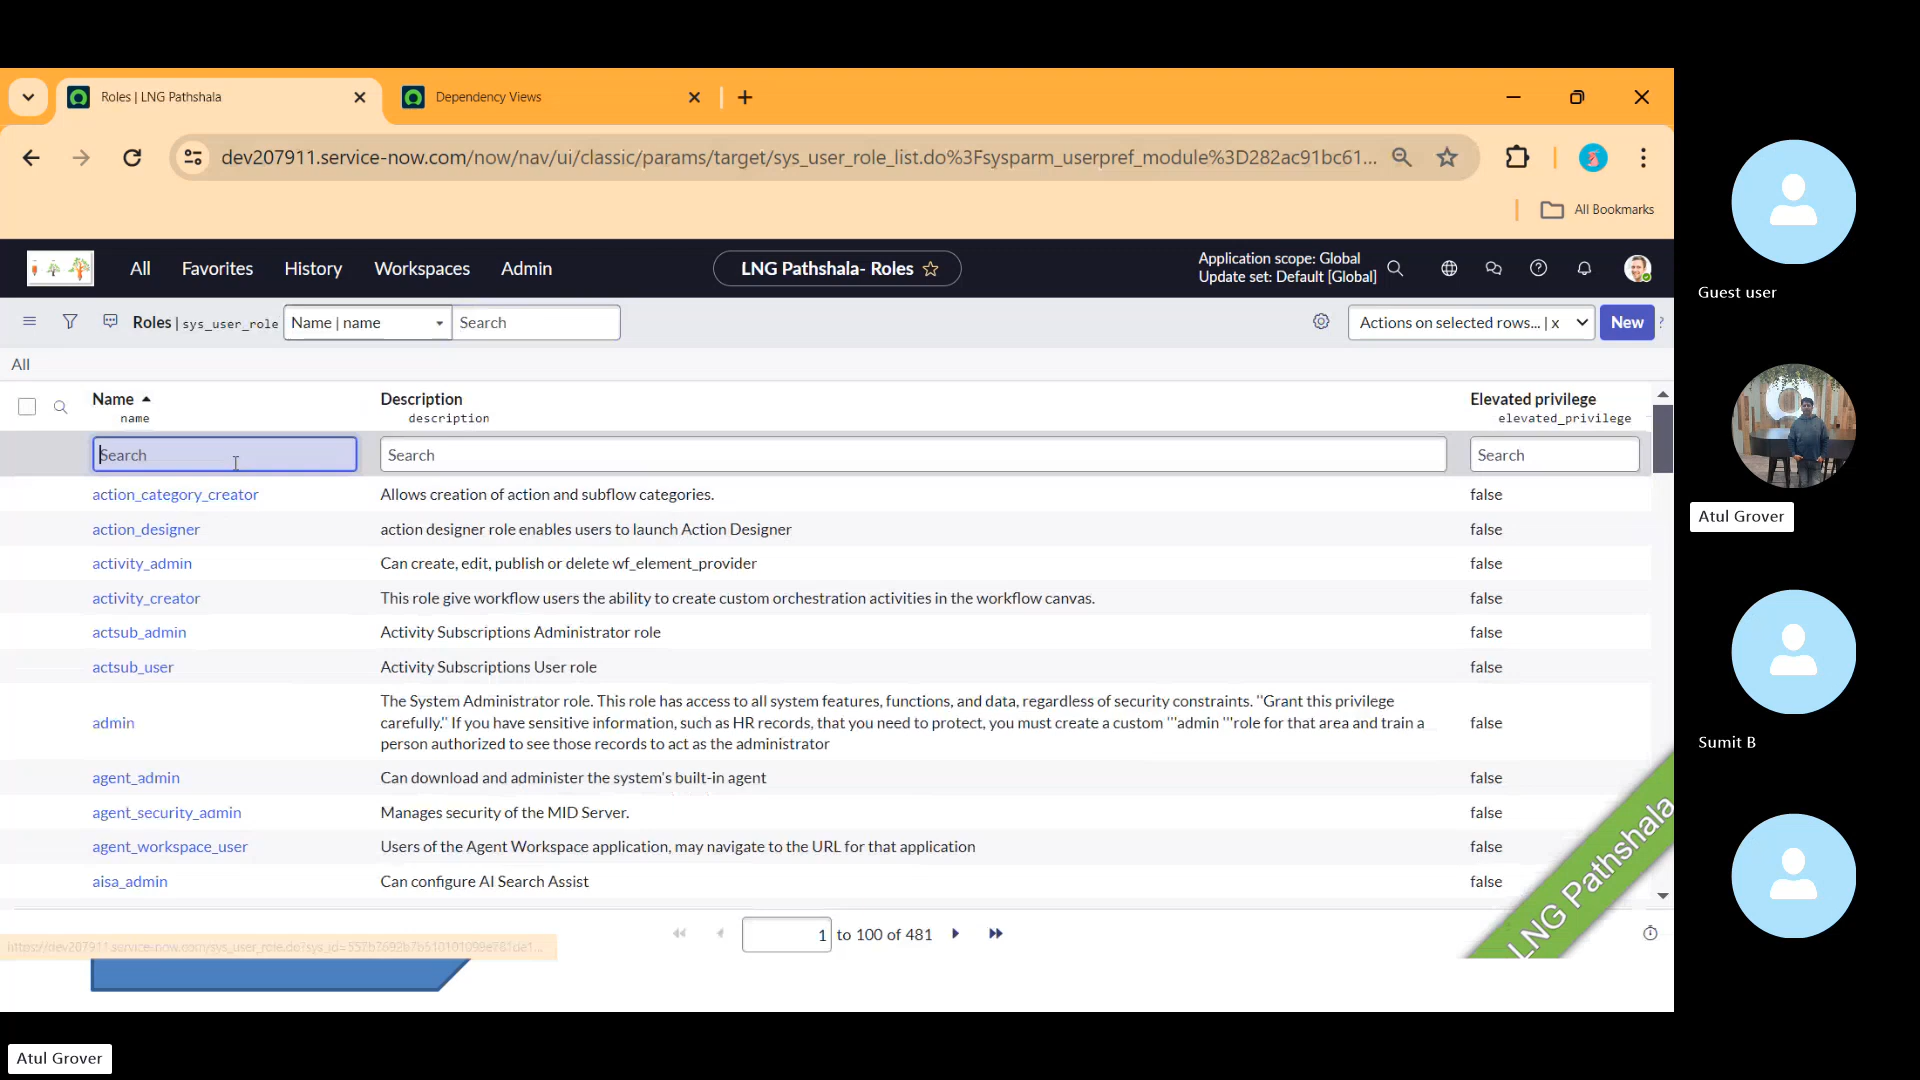 Roles | LNG Pathshala
Dependency Views
dev207911.service-now.com/now/nav/ui/classic/params/target/sys_user_role_list.do%3Fsysparm_userpref_module%3D282ac91bc61...
All Bookmarks
All
Favorites
History
Workspaces
Admin
LNG Pathshala- Roles
Application scope: Global
Update set: Default [Global]
Roles | sys_user_role
Name | name
Search
Actions on selected rows... | x
New
?
All
Name
name
Description
description
Elevated privilege
elevated_privilege
Search
Search
Search
action_category_creator
Allows creation of action and subflow categories.
false
action_designer
action designer role enables users to launch Action Designer
false
activity_admin
Can create, edit, publish or delete wf_element_provider
false
activity_creator
This role give workflow users the ability to create custom orchestration activities in the workflow canvas.
false
actsub_admin
Activity Subscriptions Administrator role
false
actsub_user
Activity Subscriptions User role
false
admin
The System Administrator role. This role has access to all system features, functions, and data, regardless of security constraints. ''Grant this privilege
carefully.'' If you have sensitive information, such as HR records, that you need to protect, you must create a custom '''admin '''role for that area and train a
person authorized to see those records to act as the administrator
false
agent_admin
Can download and administer the system's built-in agent
false
agent_security_admin
Manages security of the MID Server.
false
agent_workspace_user
Users of the Agent Workspace application, may navigate to the URL for that application
false
aisa_admin
Can configure AI Search Assist
false
1 to 100 of 481
LNG Pathshala
Guest user
Atul Grover
Sumit B
Atul Grover